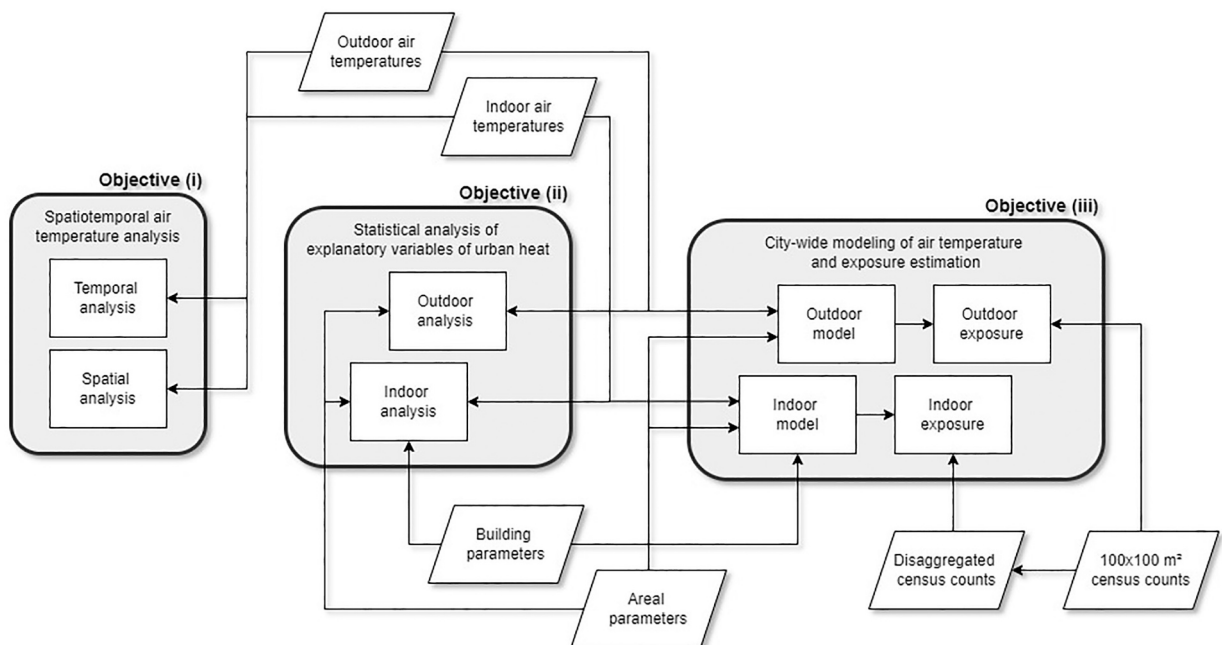 Outdoor air
temperatures
Indoor air
temperatures
Objective (i)
Spatiotemporal air
temperature analysis
Temporal
analysis
Spatial
analysis
Objective (ii)
Statistical analysis of
explanatory variables of urban heat
Outdoor
analysis
Indoor
analysis
Objective (iii)
City-wide modeling of air temperature
and exposure estimation
Outdoor
model
Outdoor
exposure
Indoor
model
Indoor
exposure
Building
parameters
Areal
parameters
Disaggregated
census counts
100x100 m²
census counts